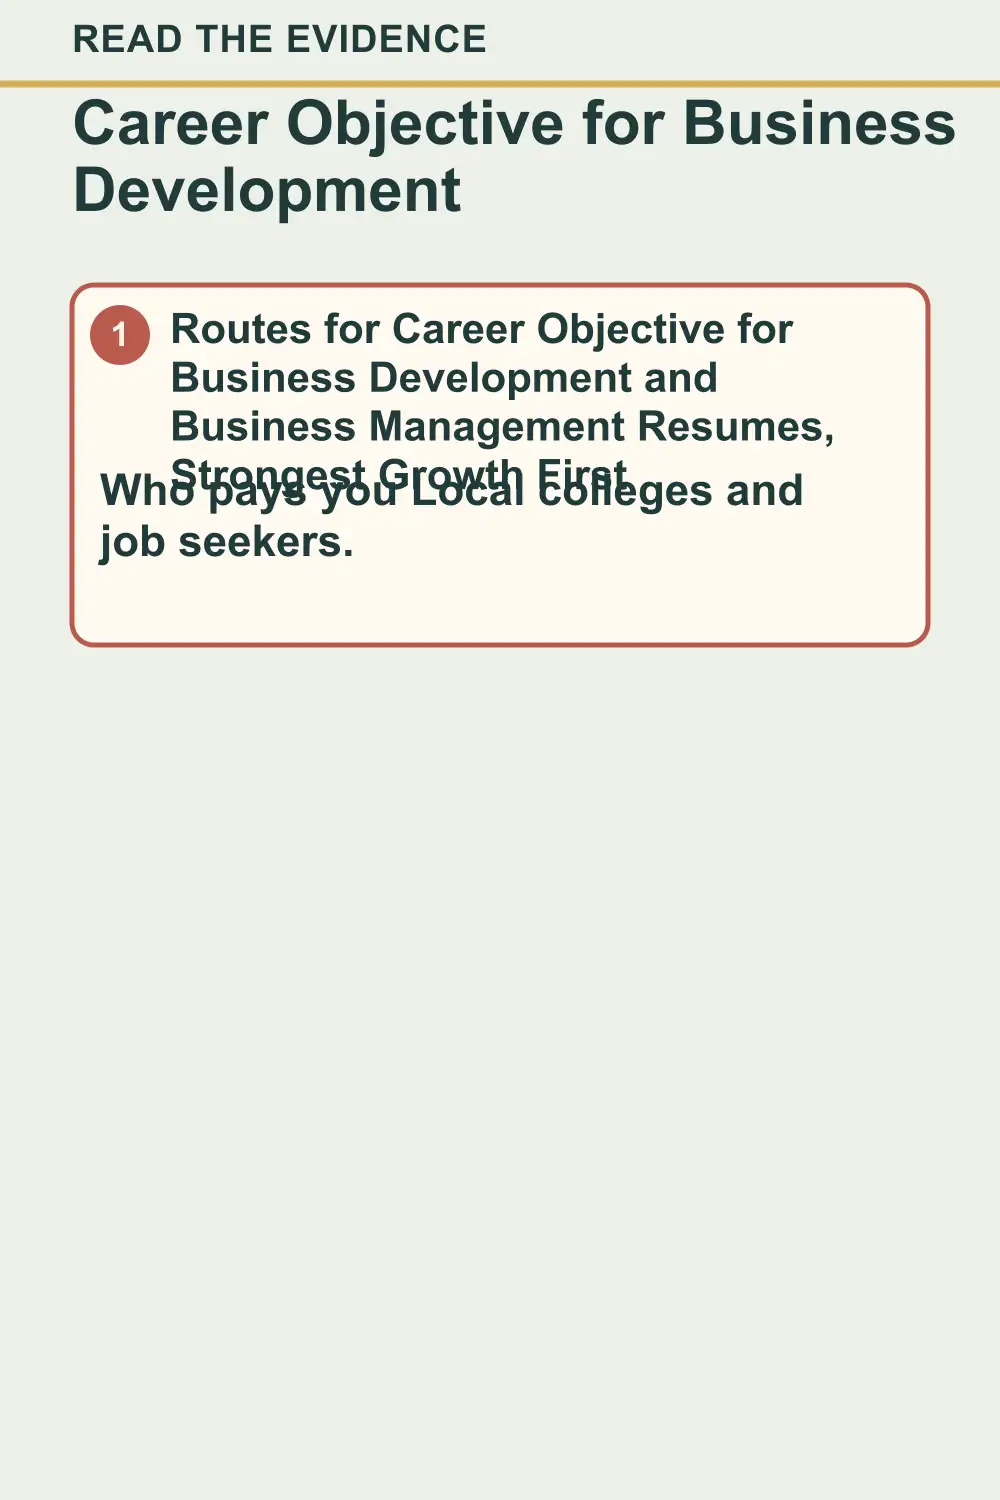 READ THE EVIDENCE
Career Objective for Business
Development
1
Routes for Career Objective for
Business Development and
Business Management Resumes,
Strongest Growth First
Who pays you Local colleges and
job seekers.